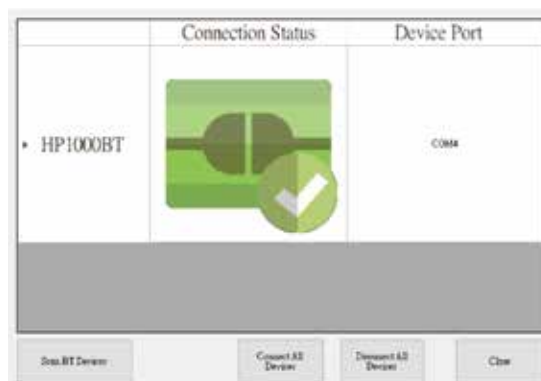 Connection Status Device Port
HP1000BT
COM4
Scan BT Devices
Connect All
Devices
Disconnect All
Devices
Close